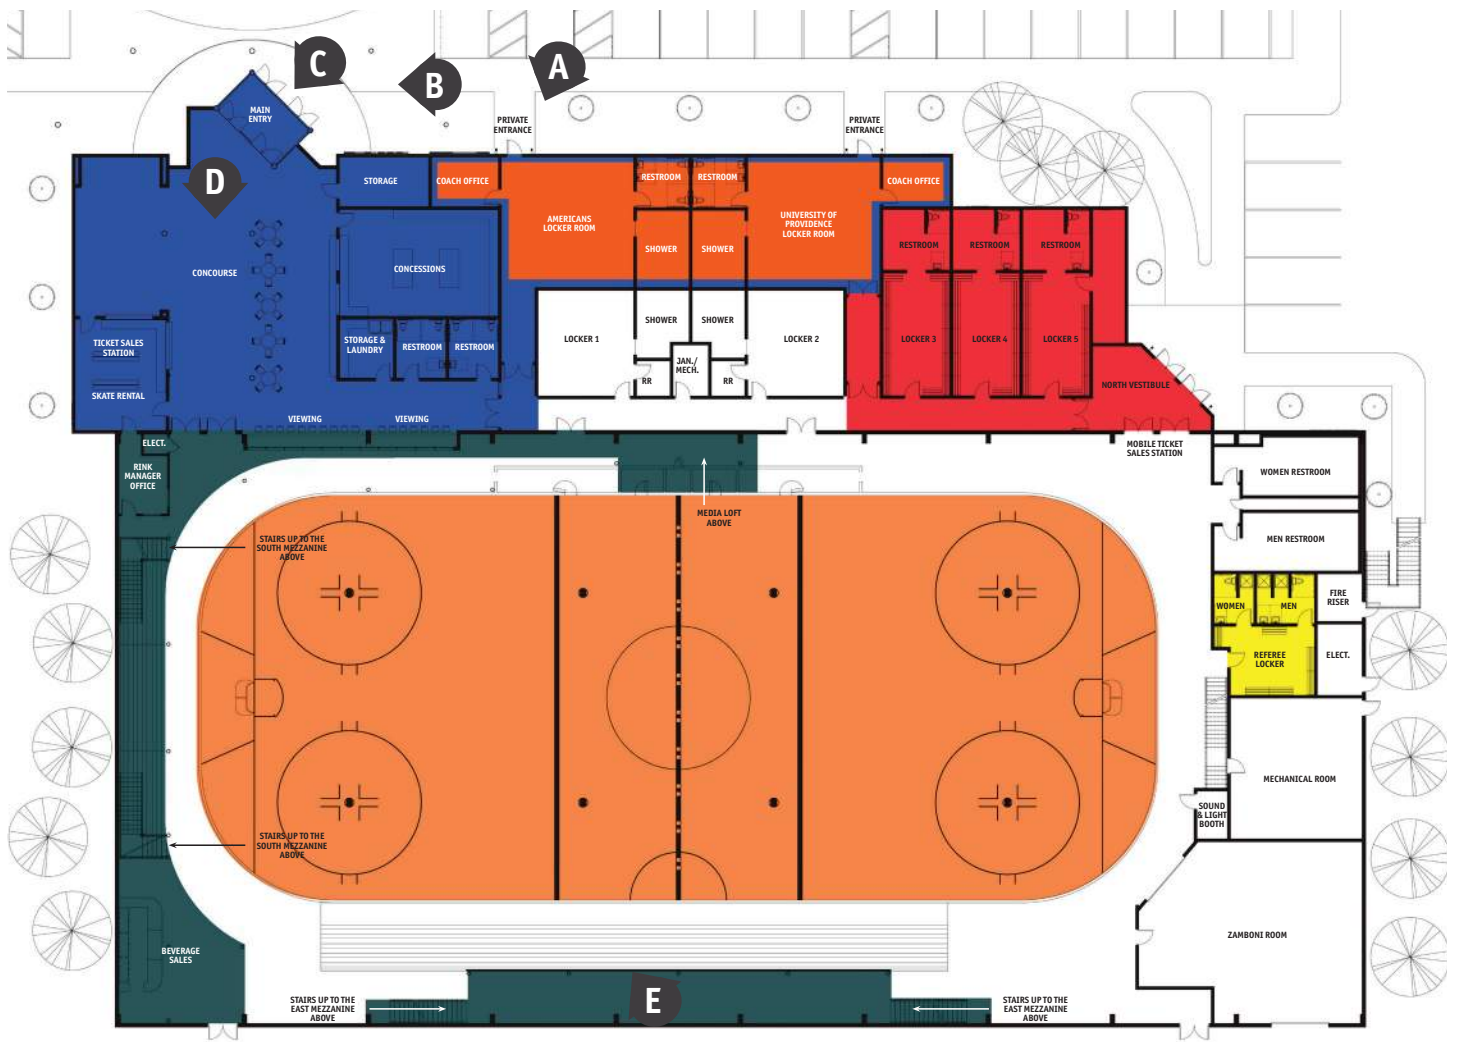 C
B
A
MAIN
ENTRY
PRIVATE
ENTRANCE
PRIVATE
ENTRANCE
D
STORAGE
COACH OFFICE
RESTROOM
RESTROOM
COACH OFFICE
AMERICANS
LOCKER ROOM
UNIVERSITY OF
PROVIDENCE
LOCKER ROOM
SHOWER
SHOWER
RESTROOM
RESTROOM
RESTROOM
CONCOURSE
CONCESSIONS
TICKET SALES
STATION
STORAGE &
LAUNDRY
RESTROOM
RESTROOM
LOCKER 1
SHOWER
SHOWER
LOCKER 2
LOCKER 3
LOCKER 4
LOCKER 5
JAN./
MECH.
RR
RR
SKATE RENTAL
NORTH VESTIBULE
VIEWING
VIEWING
ELECT.
RINK
MANAGER
OFFICE
MOBILE TICKET
SALES STATION
WOMEN RESTROOM
MEDIA LOFT
ABOVE
STAIRS UP TO THE
SOUTH MEZZANINE
ABOVE
MEN RESTROOM
WOMEN
MEN
FIRE
RISER
REFEREE
LOCKER
ELECT.
MECHANICAL ROOM
SOUND
& LIGHT
BOOTH
STAIRS UP TO THE
SOUTH MEZZANINE
ABOVE
BEVERAGE
SALES
ZAMBONI ROOM
STAIRS UP TO THE
EAST MEZZANINE
ABOVE
E
STAIRS UP TO THE
EAST MEZZANINE
ABOVE